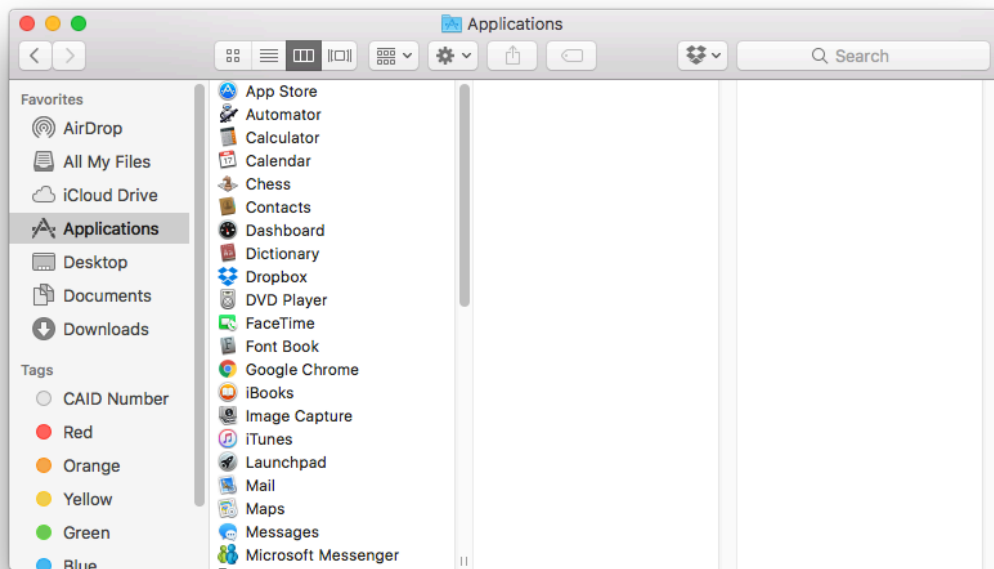 Applications
Search
Favorites
AirDrop
All My Files
iCloud Drive
Applications
Desktop
Documents
Downloads
Tags
CAID Number
Red
Orange
Yellow
Green
Blue
App Store
Automator
Calculator
17
Calendar
Chess
Contacts
Dashboard
Dictionary
Dropbox
DVD Player
FaceTime
Font Book
Google Chrome
iBooks
Image Capture
iTunes
Launchpad
Mail
Maps
Messages
Microsoft Messenger